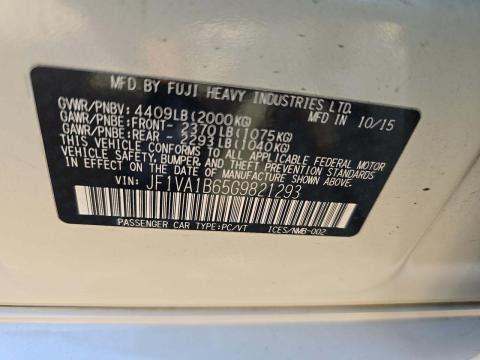 MFD. BY FUJI HEAVY INDUSTRIES LTD.
GVWR/PNBV: 4409LB (2000KG) MFD IN 10/15
GAWR/PNBE:FRONT- 2370LB(1075KG)
GAWR/PNBE:REAR - 2293LB(1040KG)
THIS VEHICLE CONFORMS TO ALL APPLICABLE FEDERAL MOTOR
VEHICLE SAFETY, BUMPER, AND THEFT PREVENTION STANDARDS
IN EFFECT ON THE DATE OF MANUFACTURE SHOWN ABOVE.
VIN: JF1VA1B65G9821293
PASSENGER CAR TYPE:PC/VT ICES/NMB-002